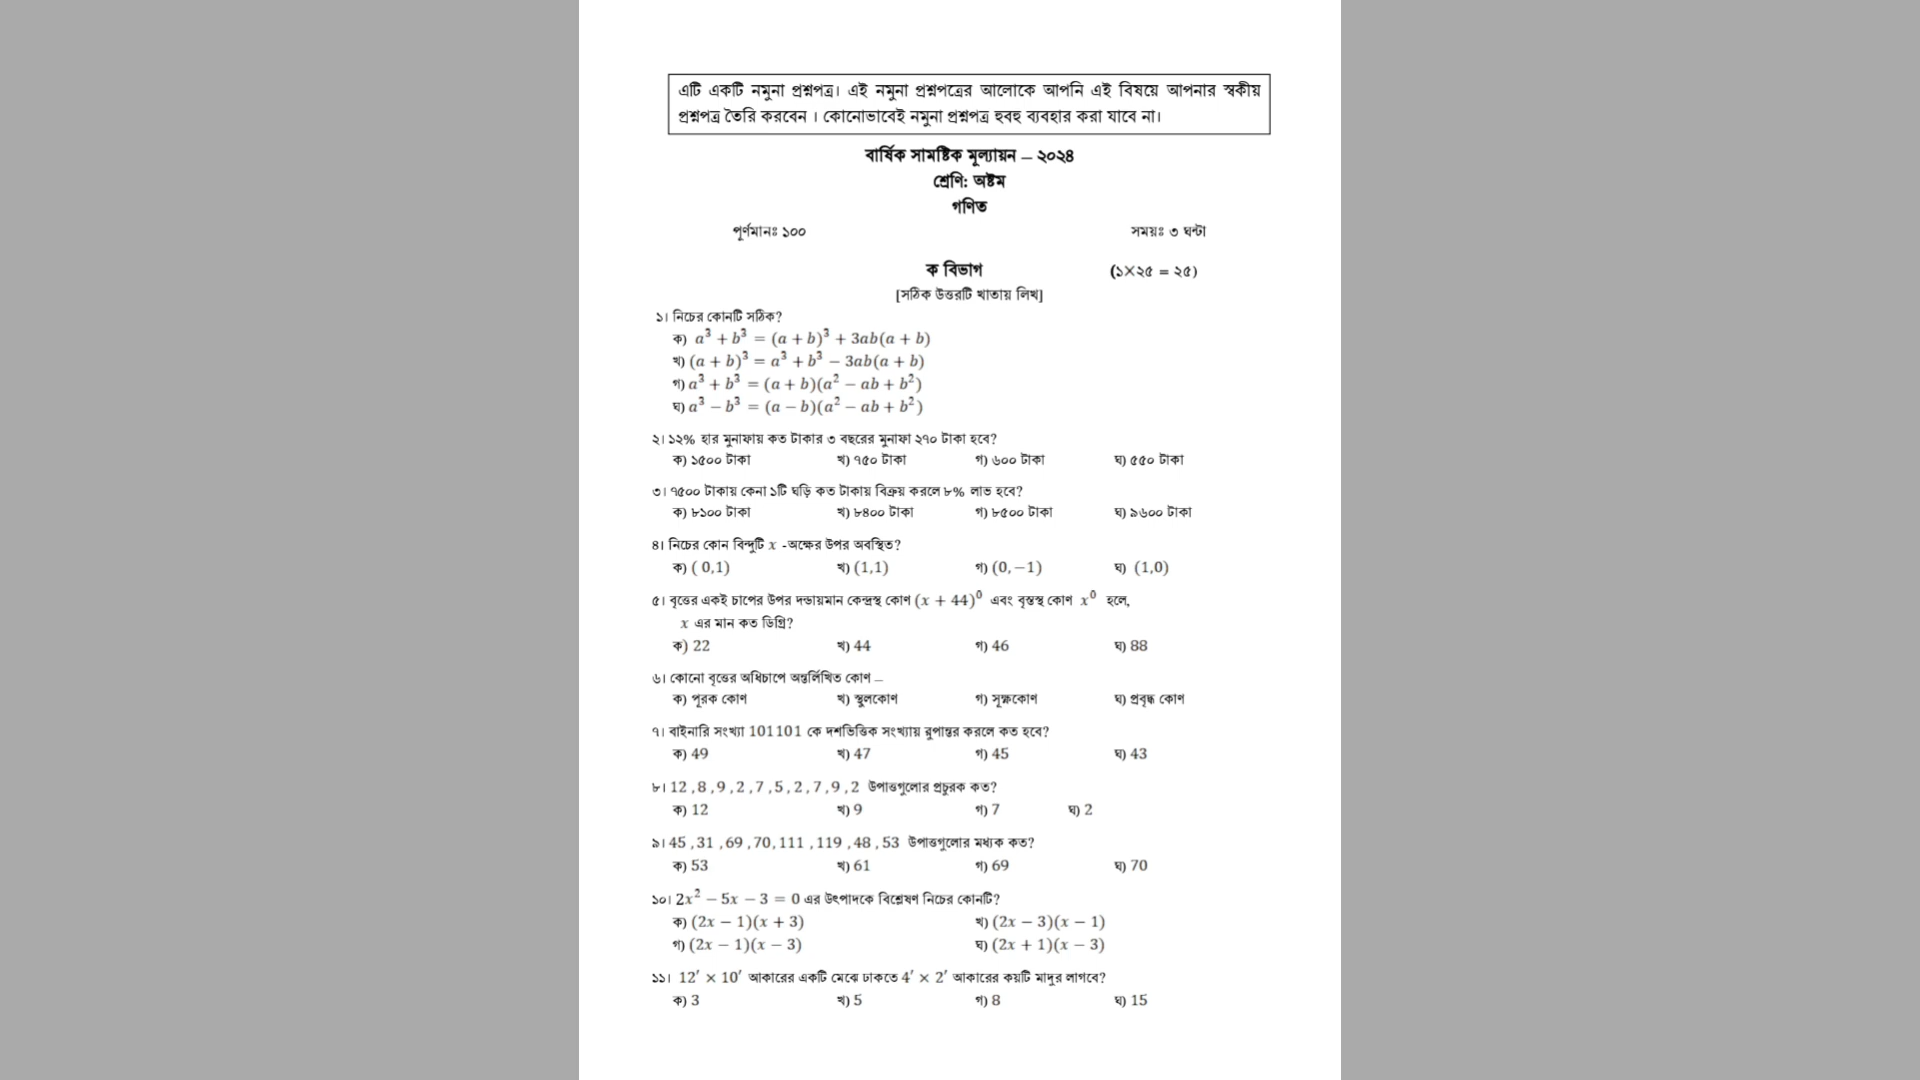 এটি একটি নমুনা প্রশ্নপত্র। এই নমুনা প্রশ্নপত্রের আলোকে আপনি এই বিষয়ে আপনার স্বকীয়
প্রশ্নপত্র তৈরি করবেন । কোনোভাবেই নমুনা প্রশ্নপত্র হুবহু ব্যবহার করা যাবে না।
বার্ষিক সামষ্টিক মূল্যায়ন – ২০২৪
শ্রেণি: অষ্টম
গণিত
পূর্ণমানঃ ১০০ সময়ঃ ৩ ঘন্টা
ক বিভাগ (১×২৫ = ২৫)
[সঠিক উত্তরটি খাতায় লিখ]
১। নিচের কোনটি সঠিক?
ক) a³ + b³ = (a + b)³ + 3ab(a + b)
খ) (a + b)³ = a³ + b³ − 3ab(a + b)
গ) a³ + b³ = (a + b)(a² − ab + b²)
ঘ) a³ − b³ = (a − b)(a² − ab + b²)
২। ১২% হার মুনাফায় কত টাকার ৩ বছরের মুনাফা ২৭০ টাকা হবে?
ক) ১৫০০ টাকা খ) ৭৫০ টাকা গ) ৬০০ টাকা ঘ) ৫৫০ টাকা
৩। ৭৫০০ টাকায় কেনা ১টি ঘড়ি কত টাকায় বিক্রয় করলে ৮% লাভ হবে?
ক) ৮১০০ টাকা খ) ৮৪০০ টাকা গ) ৮৫০০ টাকা ঘ) ৯৬০০ টাকা
৪। নিচের কোন বিন্দুটি x -অক্ষের উপর অবস্থিত?
ক) ( 0,1) খ) (1,1) গ) (0, −1) ঘ) (1,0)
৫। বৃত্তের একই চাপের উপর দন্ডায়মান কেন্দ্রস্থ কোণ (x + 44)⁰ এবং বৃত্তস্থ কোণ x⁰ হলে,
x এর মান কত ডিগ্রি?
ক) 22 খ) 44 গ) 46 ঘ) 88
৬। কোনো বৃত্তের অধিচাপে অন্তর্লিখিত কোণ –
ক) পূরক কোণ খ) স্থুলকোণ গ) সূক্ষ্মকোণ ঘ) প্রবৃদ্ধ কোণ
৭। বাইনারি সংখ্যা 101101 কে দশভিত্তিক সংখ্যায় রুপান্তর করলে কত হবে?
ক) 49 খ) 47 গ) 45 ঘ) 43
৮। 12 , 8 , 9 , 2 , 7 , 5 , 2 , 7 , 9 , 2 উপাত্তগুলোর প্রচুরক কত?
ক) 12 খ) 9 গ) 7 ঘ) 2
৯। 45 , 31 , 69 , 70, 111 , 119 , 48 , 53 উপাত্তগুলোর মধ্যক কত?
ক) 53 খ) 61 গ) 69 ঘ) 70
১০। 2x² − 5x − 3 = 0 এর উৎপাদকে বিশ্লেষণ নিচের কোনটি?
ক) (2x − 1)(x + 3) খ) (2x − 3)(x − 1)
গ) (2x − 1)(x − 3) ঘ) (2x + 1)(x − 3)
১১। 12′ × 10′ আকারের একটি মেঝে ঢাকতে 4′ × 2′ আকারের কয়টি মাদুর লাগবে?
ক) 3 খ) 5 গ) 8 ঘ) 15